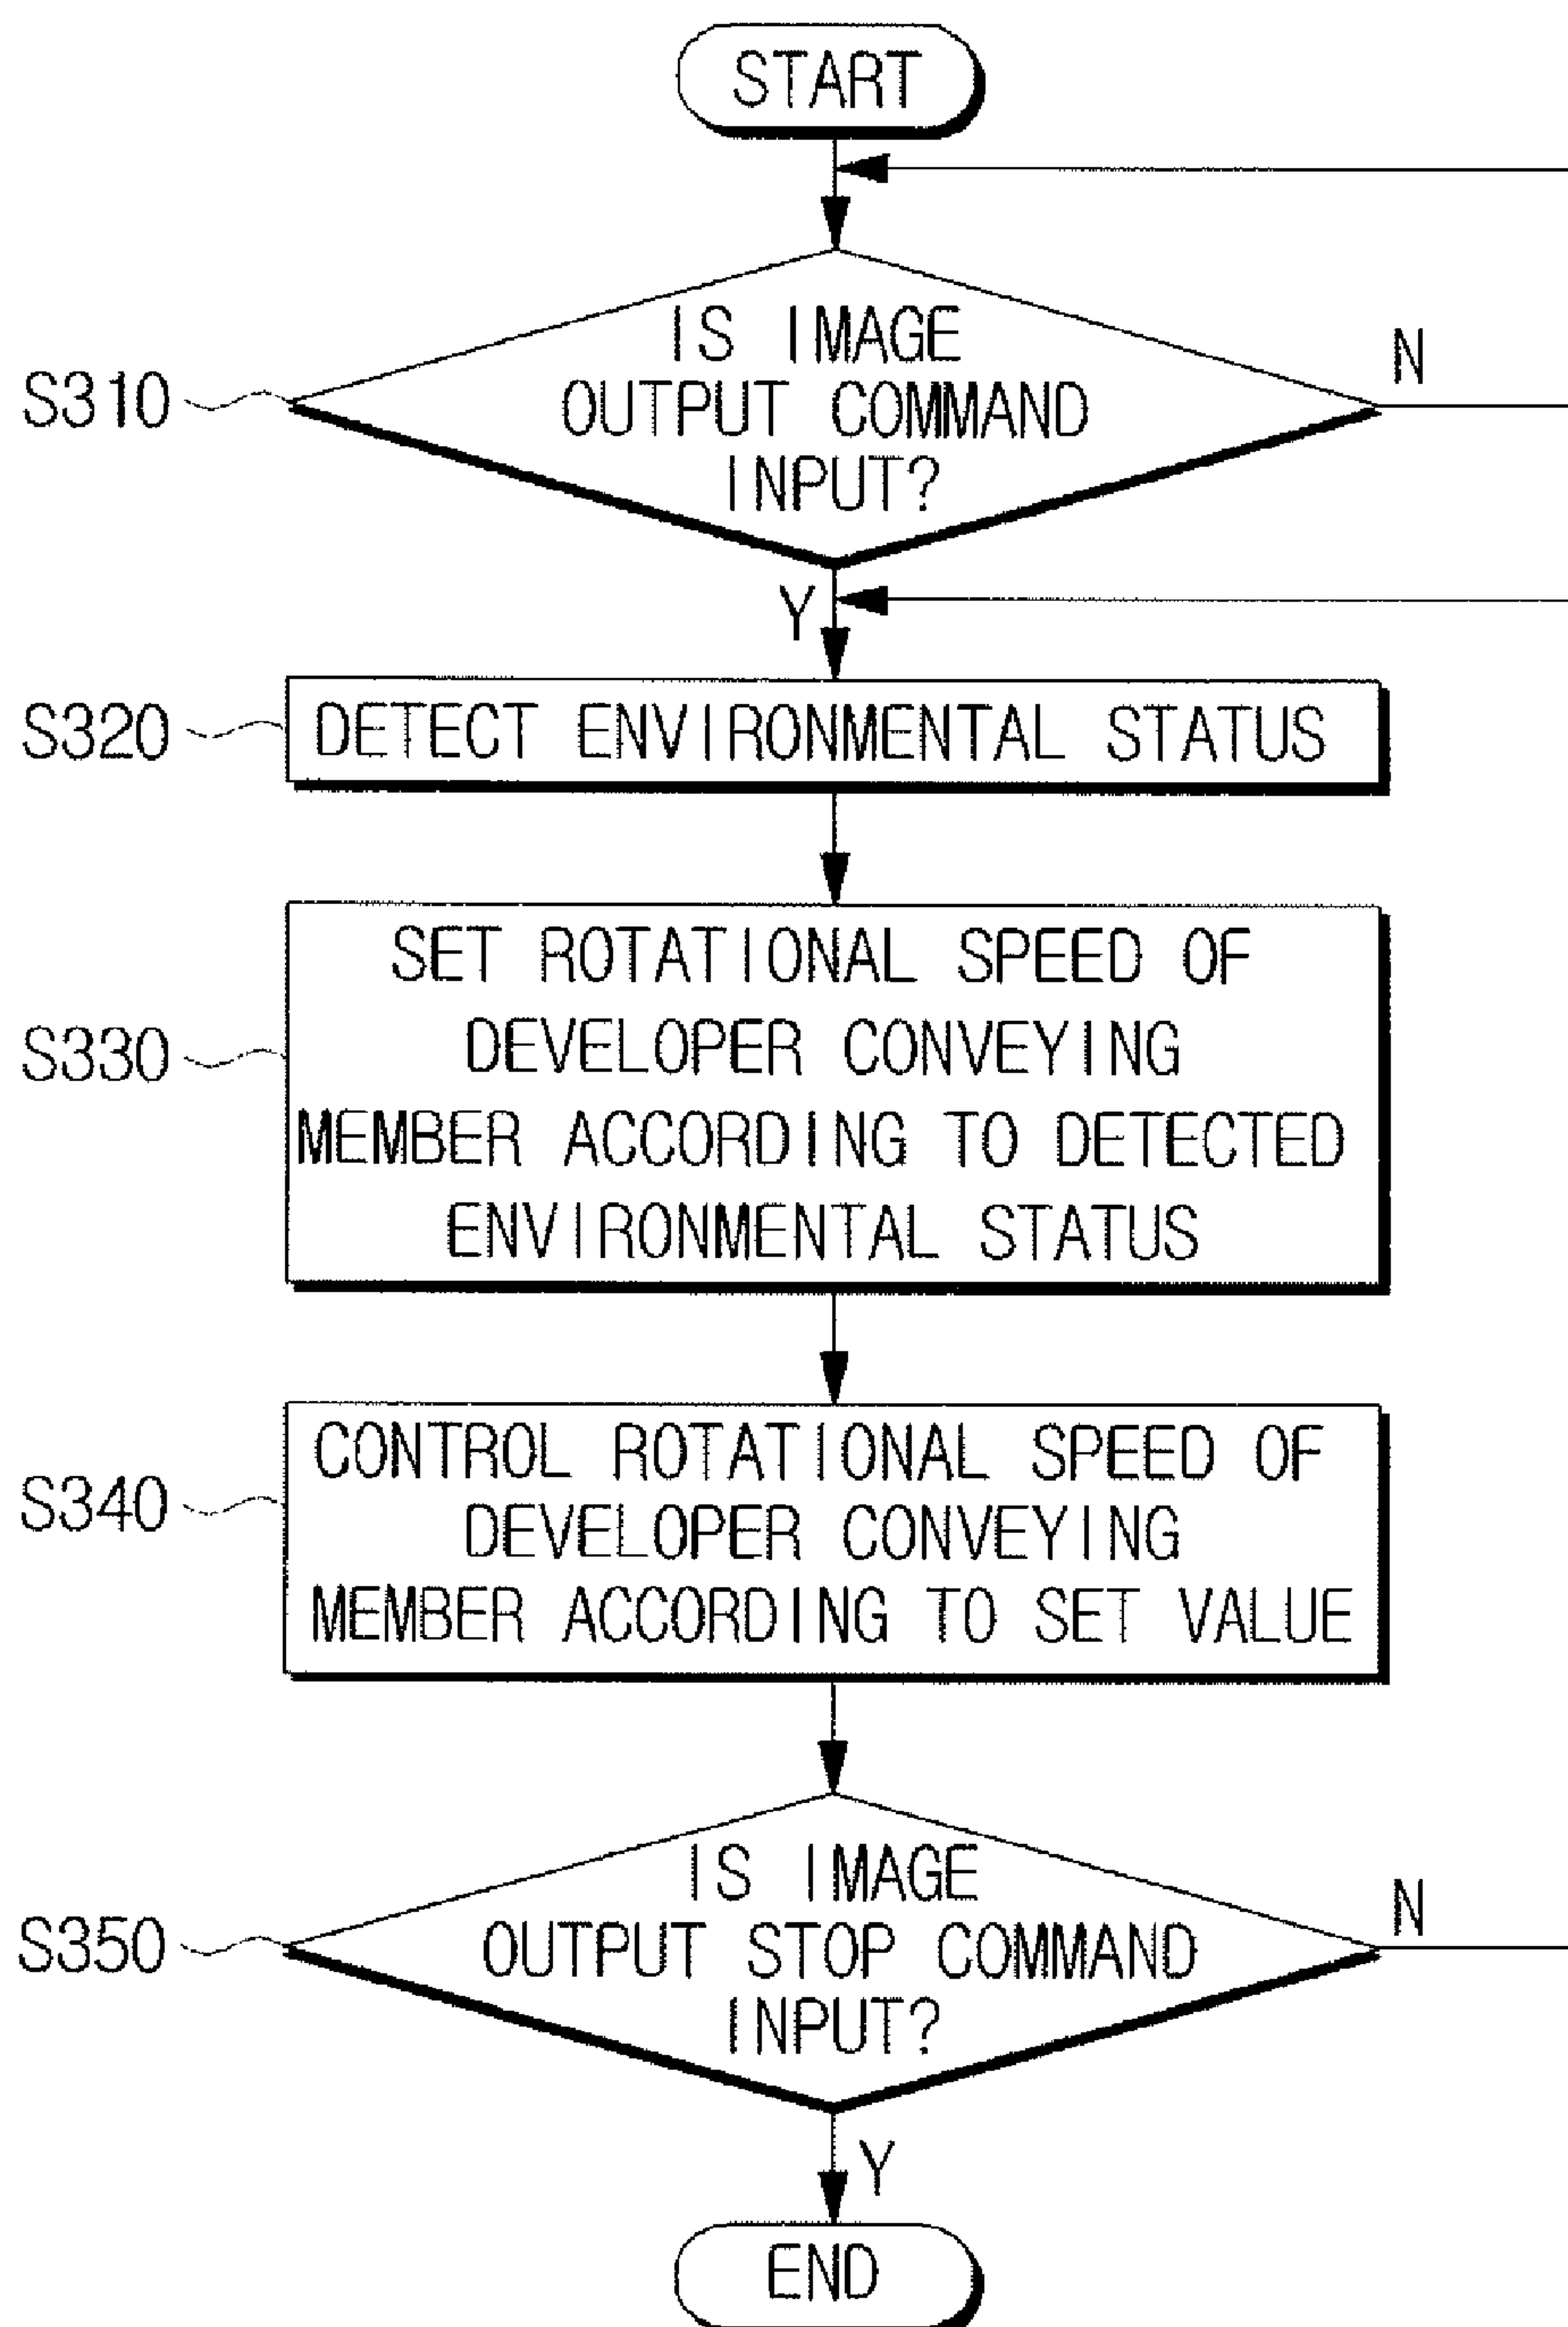 START
IS IMAGE
OUTPUT COMMAND
INPUT?
S310
N
Y
S320
DETECT ENVIRONMENTAL STATUS
SET ROTATIONAL SPEED OF
DEVELOPER CONVEYING
MEMBER ACCORDING TO DETECTED
ENVIRONMENTAL STATUS
S330
CONTROL ROTATIONAL SPEED OF
DEVELOPER CONVEYING
MEMBER ACCORDING TO SET VALUE
S340
IS IMAGE
OUTPUT STOP COMMAND
INPUT?
S350
N
Y
END